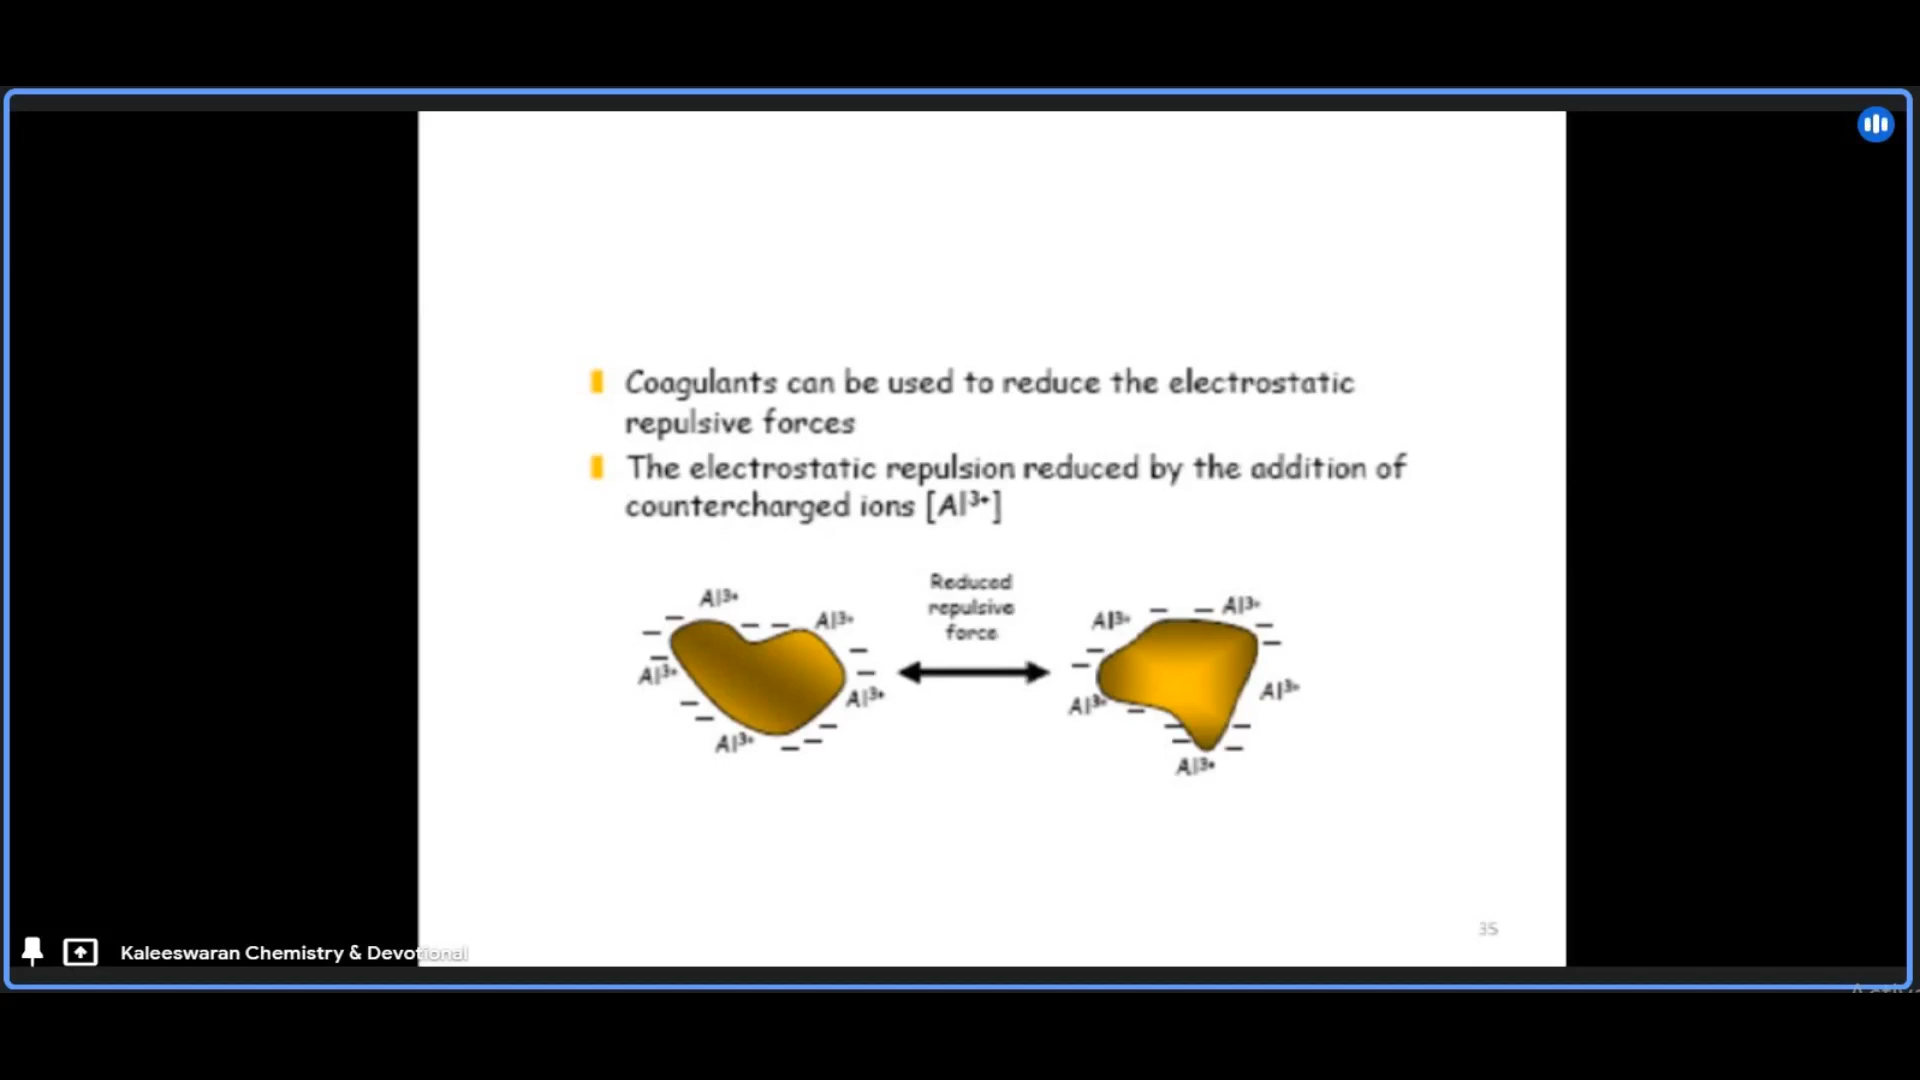 Coagulants can be used to reduce the electrostatic
repulsive forces
The electrostatic repulsion reduced by the addition of
countercharged ions [Al³⁺]
Reduced
repulsive
force
Al³⁺
Al³⁺
Al³⁺
Al³⁺
Al³⁺
Al³⁺
Al³⁺
Al³⁺
Al³⁺
Al³⁺
35
Kaleeswaran Chemistry & Devotional